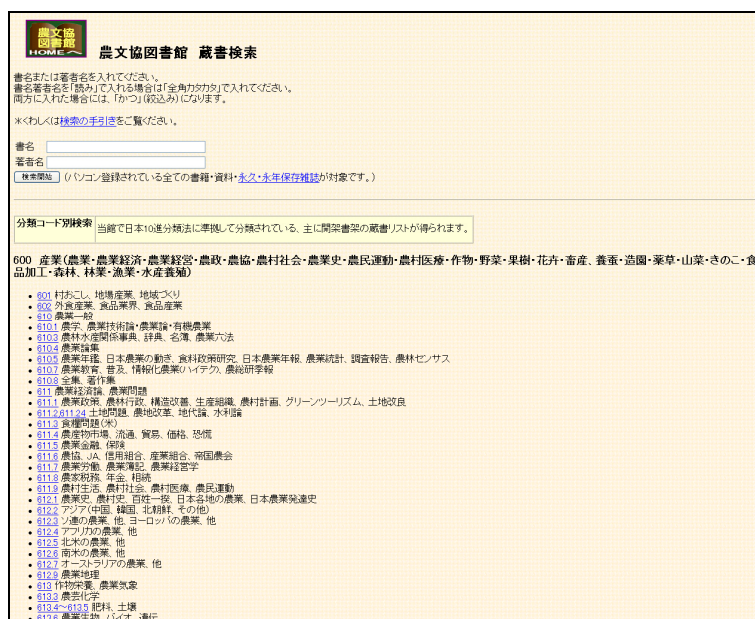 農文協
図書館
HOMEへ
農文協図書館 蔵書検索
書名または著者名を入れてください。
書名著者名を「読み」で入れる場合は「全角カタカナ」で入れてください。
両方に入れた場合には、「かつ」(絞込み)になります。
※くわしくは検索の手引きをご覧ください。
書名
著者名
検索開始 (パソコン登録されている全ての書籍・資料・永久・永年保存雑誌が対象です。)
分類コード別検索 当館で日本10進分類法に準拠して分類されている、主に開架書架の蔵書リストが得られます。
600 産業(農業・農業経済・農業経営・農政・農協・農村社会・農業史・農民運動・農村医療・作物・野菜・果樹・花卉・畜産、養蚕・造園・薬草・山菜・きのこ・食
品加工・森林、林業・漁業・水産養殖)
601 村おこし、地場産業、地域づくり
602 外食産業、食品業界、食品産業
610 農業一般
610.1 農学、農業技術論・農業論・有機農業
610.3 農林水産関係事典、辞典、名簿、農業六法
610.4 農業論集
610.5 農業年鑑、日本農業の動き、食料政策研究、日本農業年報、農業統計、調査報告、農林センサス
610.7 農業教育、普及、情報化農業(ハイテク)、農総研季報
610.8 全集、著作集
611 農業経済論、農業問題
611.1 農業政策、農林行政、構造改善、生産組織、農村計画、グリーンツーリズム、土地改良
611.2,611.24 土地問題、農地改革、地代論、水利論
611.3 食糧問題(米)
611.4 農産物市場、流通、貿易、価格、恐慌
611.5 農業金融、保険
611.6 農協、JA、信用組合、産業組合、帝国農会
611.7 農業労働、農業簿記、農業経営学
611.8 農家税務、年金、相続
611.9 農村生活、農村社会、農村医療、農民運動
612.1 農業史、農村史、百姓一揆、日本各地の農業、日本農業発達史
612.2 アジア(中国、韓国、北朝鮮、その他)
612.3 ソ連の農業、他、ヨーロッパの農業、他
612.4 アフリカの農業、他
612.5 北米の農業、他
612.6 南米の農業、他
612.7 オーストラリアの農業、他
612.9 農業地理
613 作物栄養、農業気象
613.3 農芸化学
613.4～613.5 肥料、土壌
613.6 農業生物、バイオ、遺伝